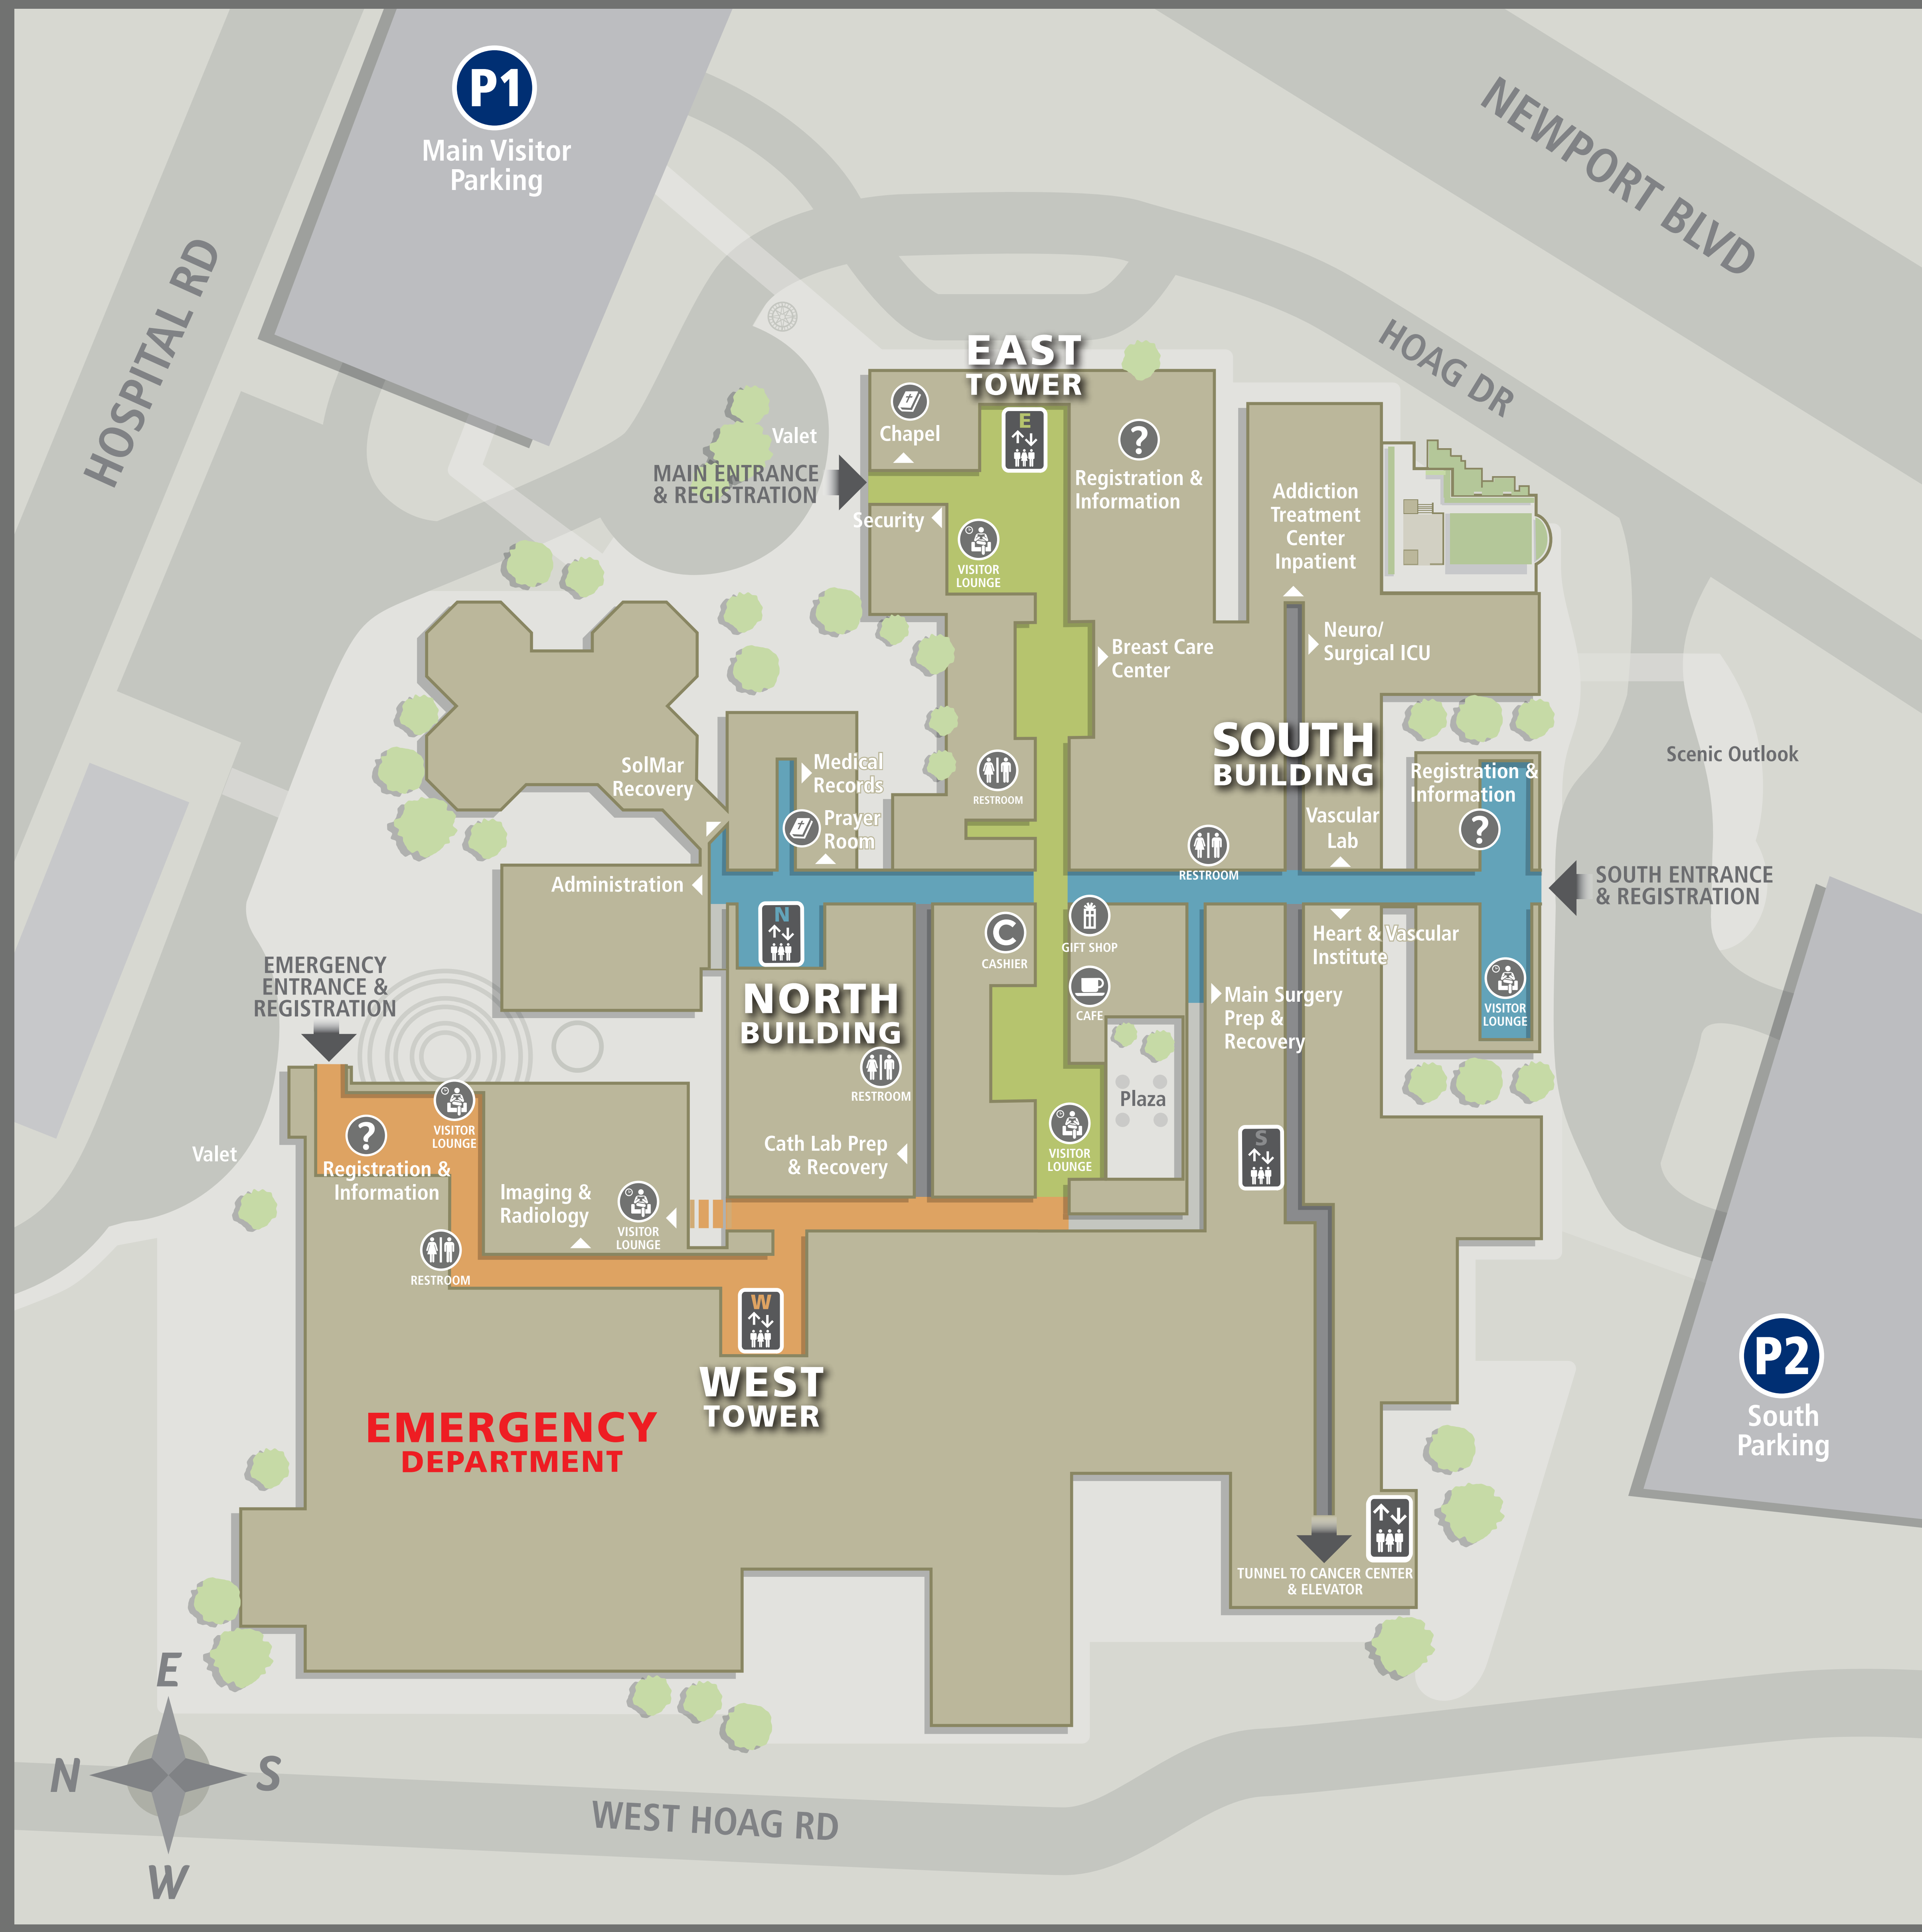 P1
Main Visitor
Parking
NEWPORT BLVD
HOSPITAL RD
HOAG DR
EAST
TOWER
E
Chapel
Valet
MAIN ENTRANCE
& REGISTRATION
Security
VISITOR
LOUNGE
?
Registration &
Information
Addiction
Treatment
Center
Inpatient
Neuro/
Surgical ICU
Breast Care
Center
SOUTH
BUILDING
Scenic Outlook
SolMar
Recovery
Medical
Records
Prayer
Room
RESTROOM
RESTROOM
Vascular
Lab
Registration &
Information
?
SOUTH ENTRANCE
& REGISTRATION
Administration
N
NORTH
BUILDING
C
CASHIER
GIFT SHOP
CAFE
Heart & Vascular
Institute
VISITOR
LOUNGE
Main Surgery
Prep &
Recovery
EMERGENCY
ENTRANCE &
REGISTRATION
RESTROOM
Plaza
VISITOR
LOUNGE
Cath Lab Prep
& Recovery
S
Valet
VISITOR
LOUNGE
?
Registration &
Information
Imaging &
Radiology
VISITOR
LOUNGE
RESTROOM
W
WEST
TOWER
EMERGENCY
DEPARTMENT
P2
South
Parking
TUNNEL TO CANCER CENTER
& ELEVATOR
E
N
S
W
WEST HOAG RD